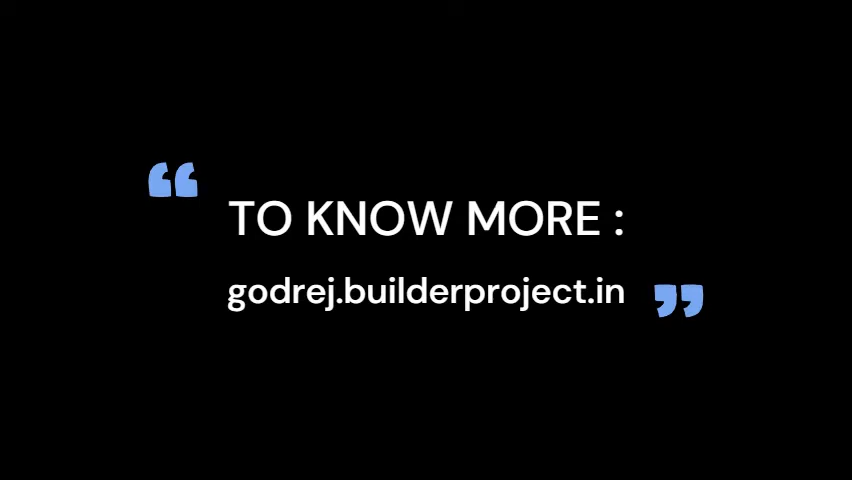 “
TO KNOW MORE :
godrej.builderproject.in
”